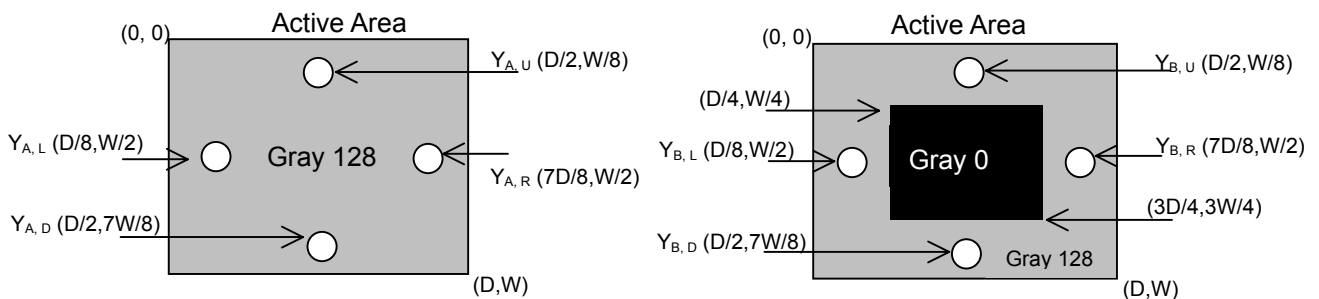 Active Area
(0, 0)
Y A, U (D/2,W/8)
Y A, L (D/8,W/2)
Gray 128
Y A, R (7D/8,W/2)
Y A, D (D/2,7W/8)
(D,W)
Active Area
(0, 0)
Y B, U (D/2,W/8)
(D/4,W/4)
Y B, L (D/8,W/2)
Gray 0
Y B, R (7D/8,W/2)
(3D/4,3W/4)
Y B, D (D/2,7W/8)
Gray 128
(D,W)